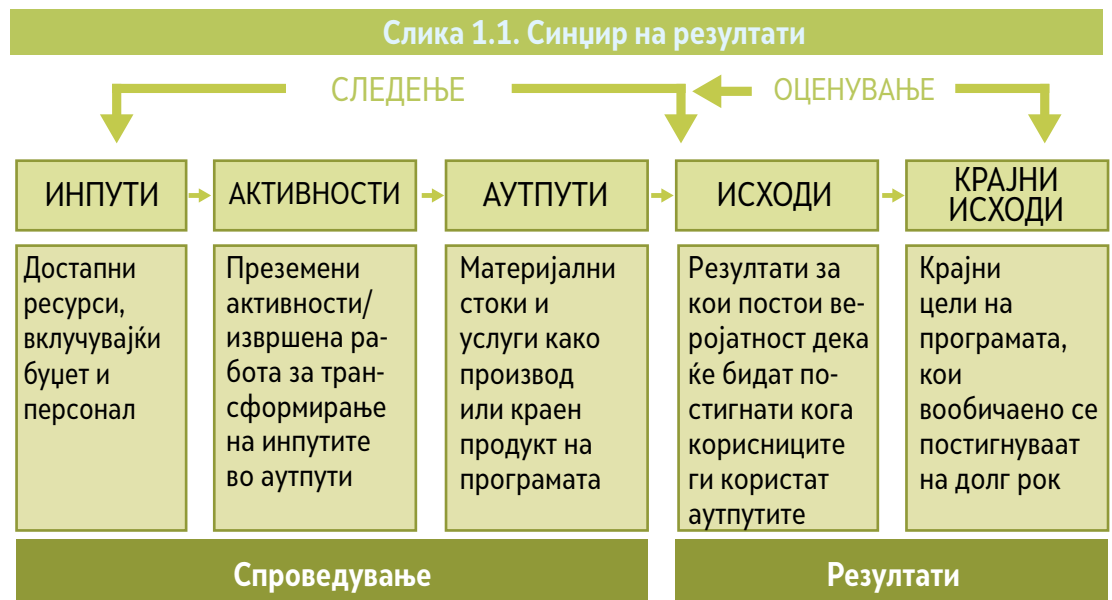 Слика 1.1. Синџир на резултати
СЛЕДЕЊЕ
ОЦЕНУВАЊЕ
ИНПУТИ
Достапни
ресурси,
вклучувајќи
буџет и
персонал
АКТИВНОСТИ
Преземени
активности/
извршена ра-
бота за тран-
сформирање
на инпутите
во аутпути
АУТПУТИ
Материјални
стоки и
услуги како
производ
или краен
продукт на
програмата
ИСХОДИ
Резултати за
кои постои ве-
ројатност дека
ќе бидат по-
стигнати кога
корисниците
ги користат
аутпутите
КРАЈНИ
ИСХОДИ
Крајни
цели на
програмата,
кои
вообичаено се
постигнуваат
на долг рок
Спроведување
Резултати